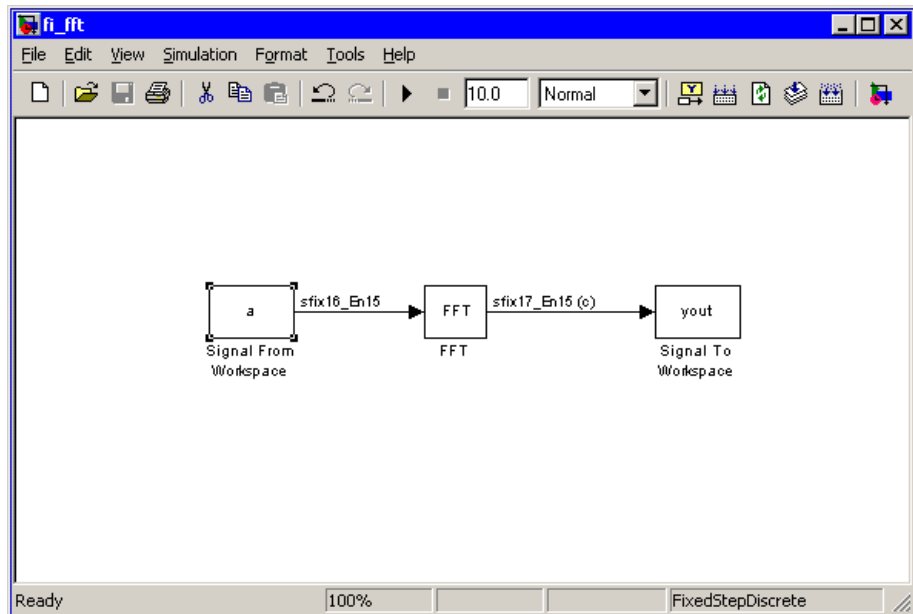 fi_fft
File Edit View Simulation Format Tools Help
10.0 Normal Y
a sfix16_En15 FFT sfix17_En15 (c) yout
Signal From
Workspace
FFT
Signal To
Workspace
Ready 100% FixedStepDiscrete